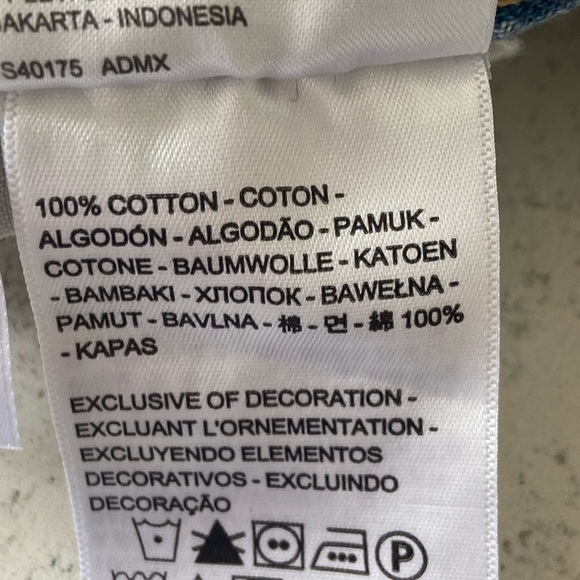 JAKARTA - INDONESIA
S40175 ADMX
100% COTTON - COTON -
ALGODÓN - ALGODÃO - PAMUK -
COTONE - BAUMWOLLE - KATOEN
- BAMBAKI - ХЛОПОК - BAWEŁNA -
PAMUT - BAVLNA - 棉 - 면 - 綿 100%
- KAPAS
EXCLUSIVE OF DECORATION -
EXCLUANT L'ORNEMENTATION -
EXCLUYENDO ELEMENTOS
DECORATIVOS - EXCLUINDO
DECORAÇÃO
P